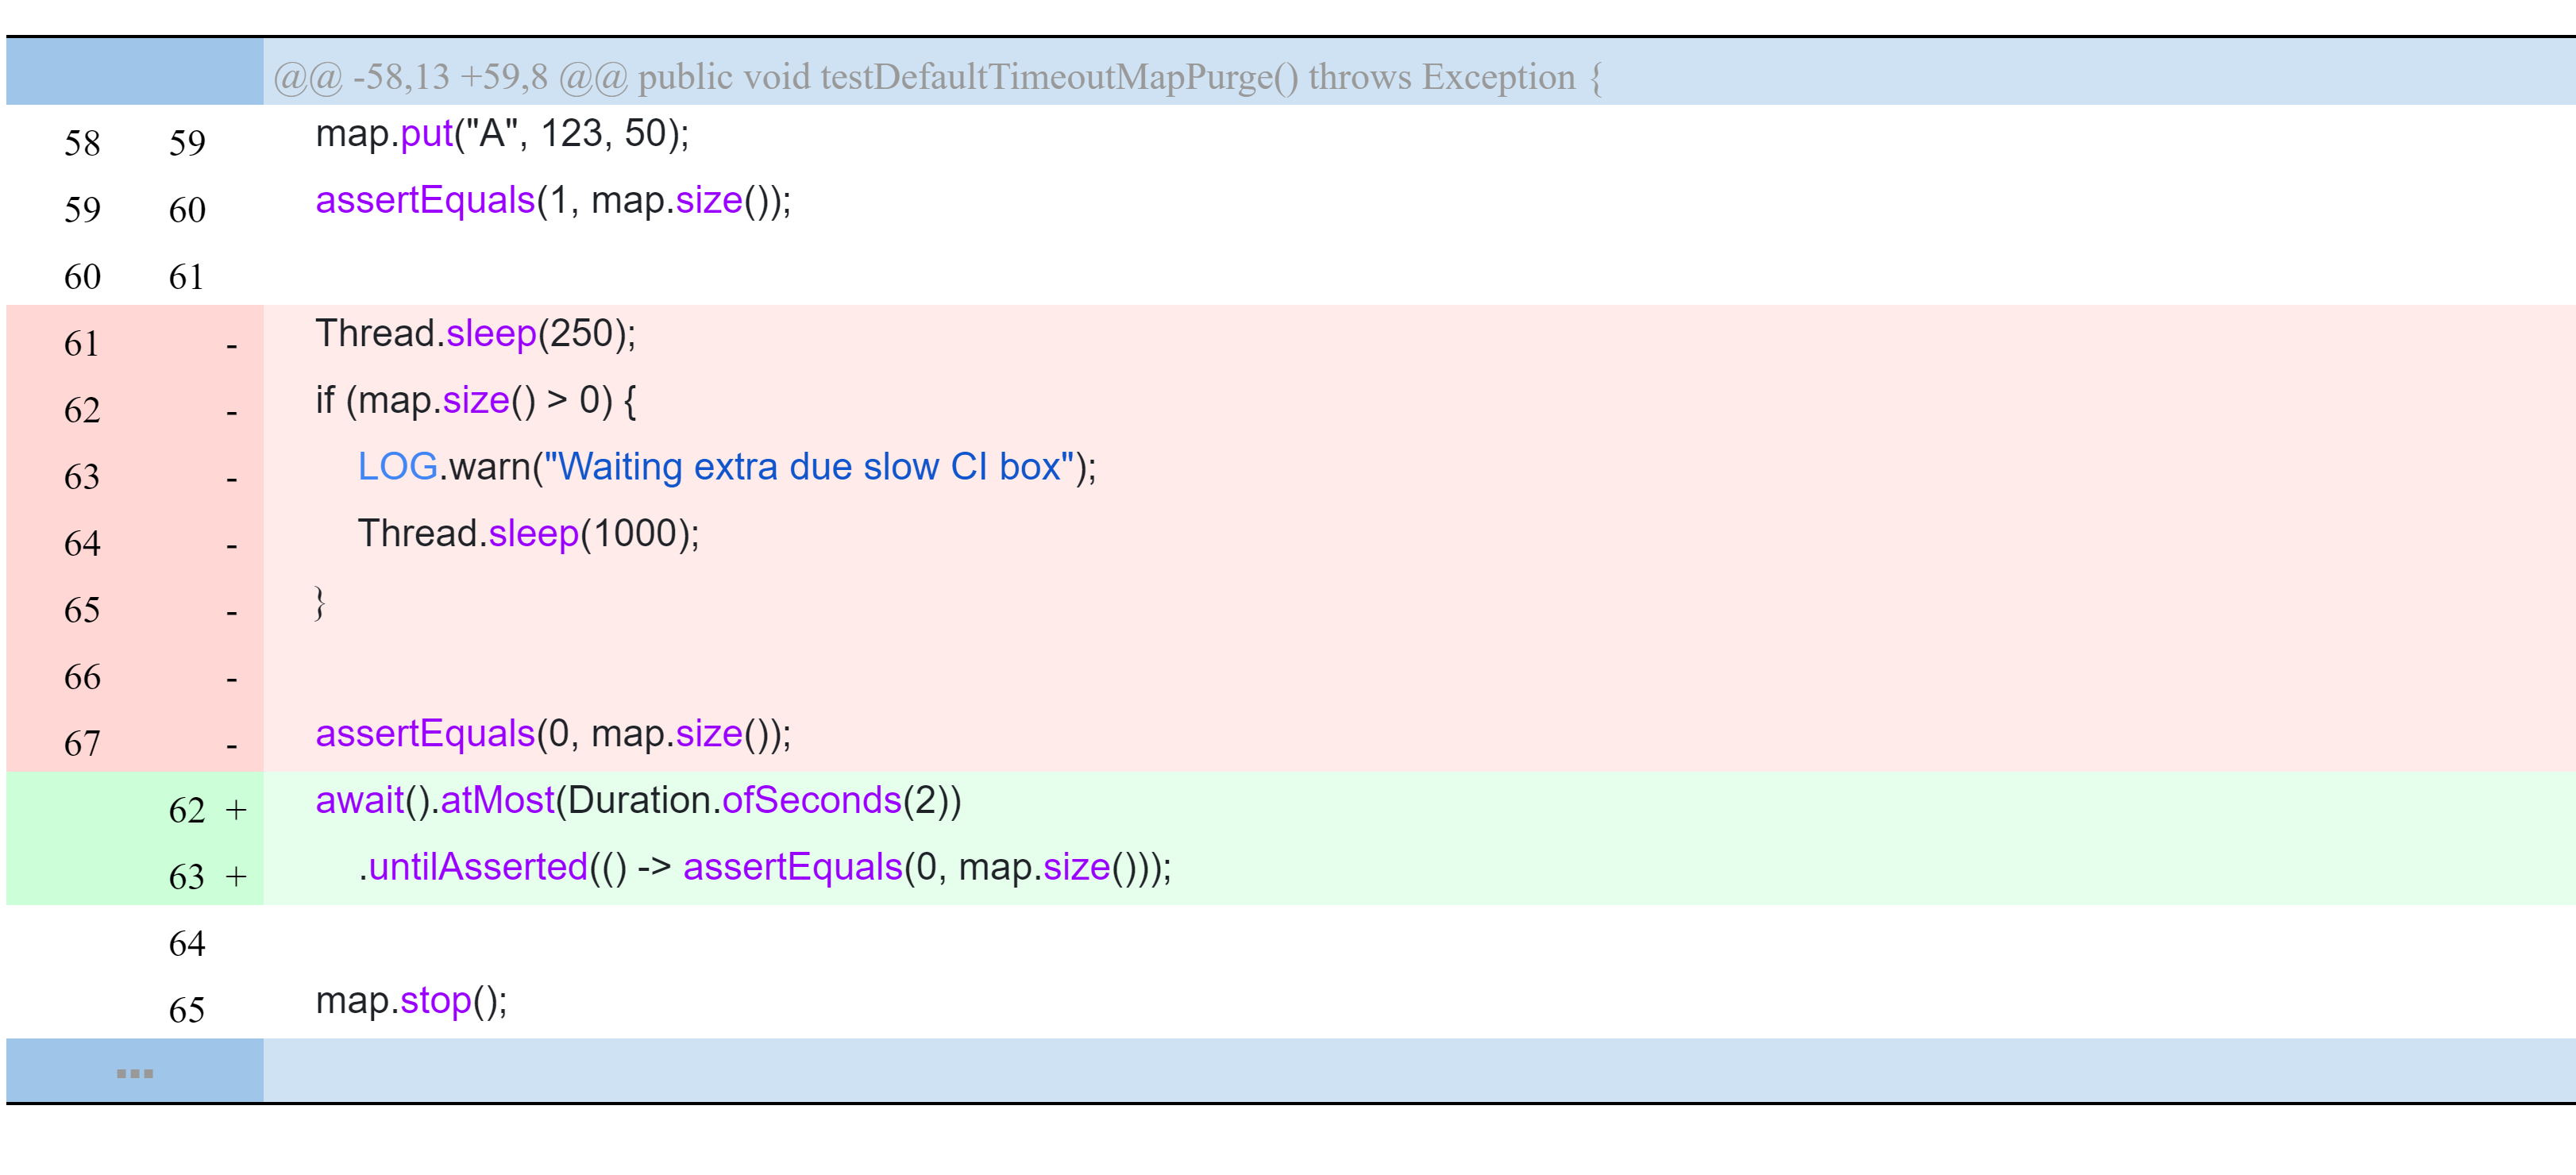 @@ -58,13 +59,8 @@ public void testDefaultTimeoutMapPurge() throws Exception {
58 59 map.put("A", 123, 50);
59 60 assertEquals(1, map.size());
60 61
61 - Thread.sleep(250);
62 - if (map.size() > 0) {
63 - LOG.warn("Waiting extra due slow CI box");
64 - Thread.sleep(1000);
65 - }
66 -
67 - assertEquals(0, map.size());
62 + await().atMost(Duration.ofSeconds(2))
63 + .untilAsserted(() -> assertEquals(0, map.size()));
64
65 map.stop();
...